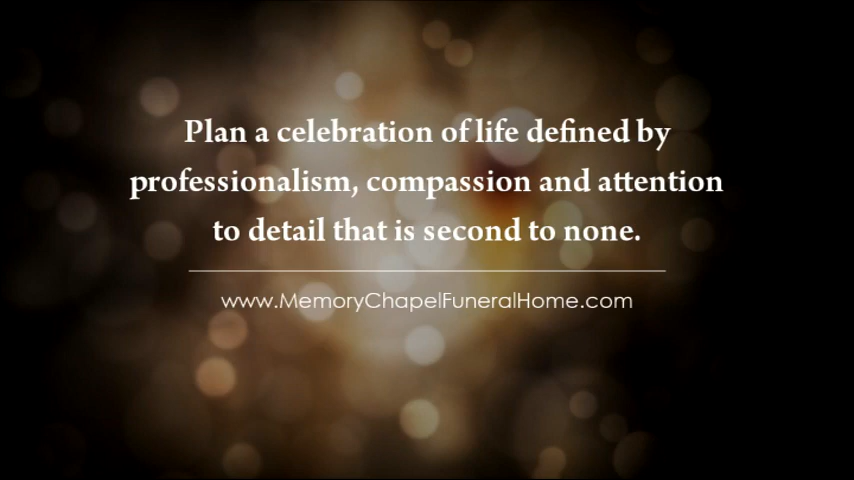 Plan a celebration of life defined by
professionalism, compassion and attention
to detail that is second to none.
www.MemoryChapelFuneralHome.com